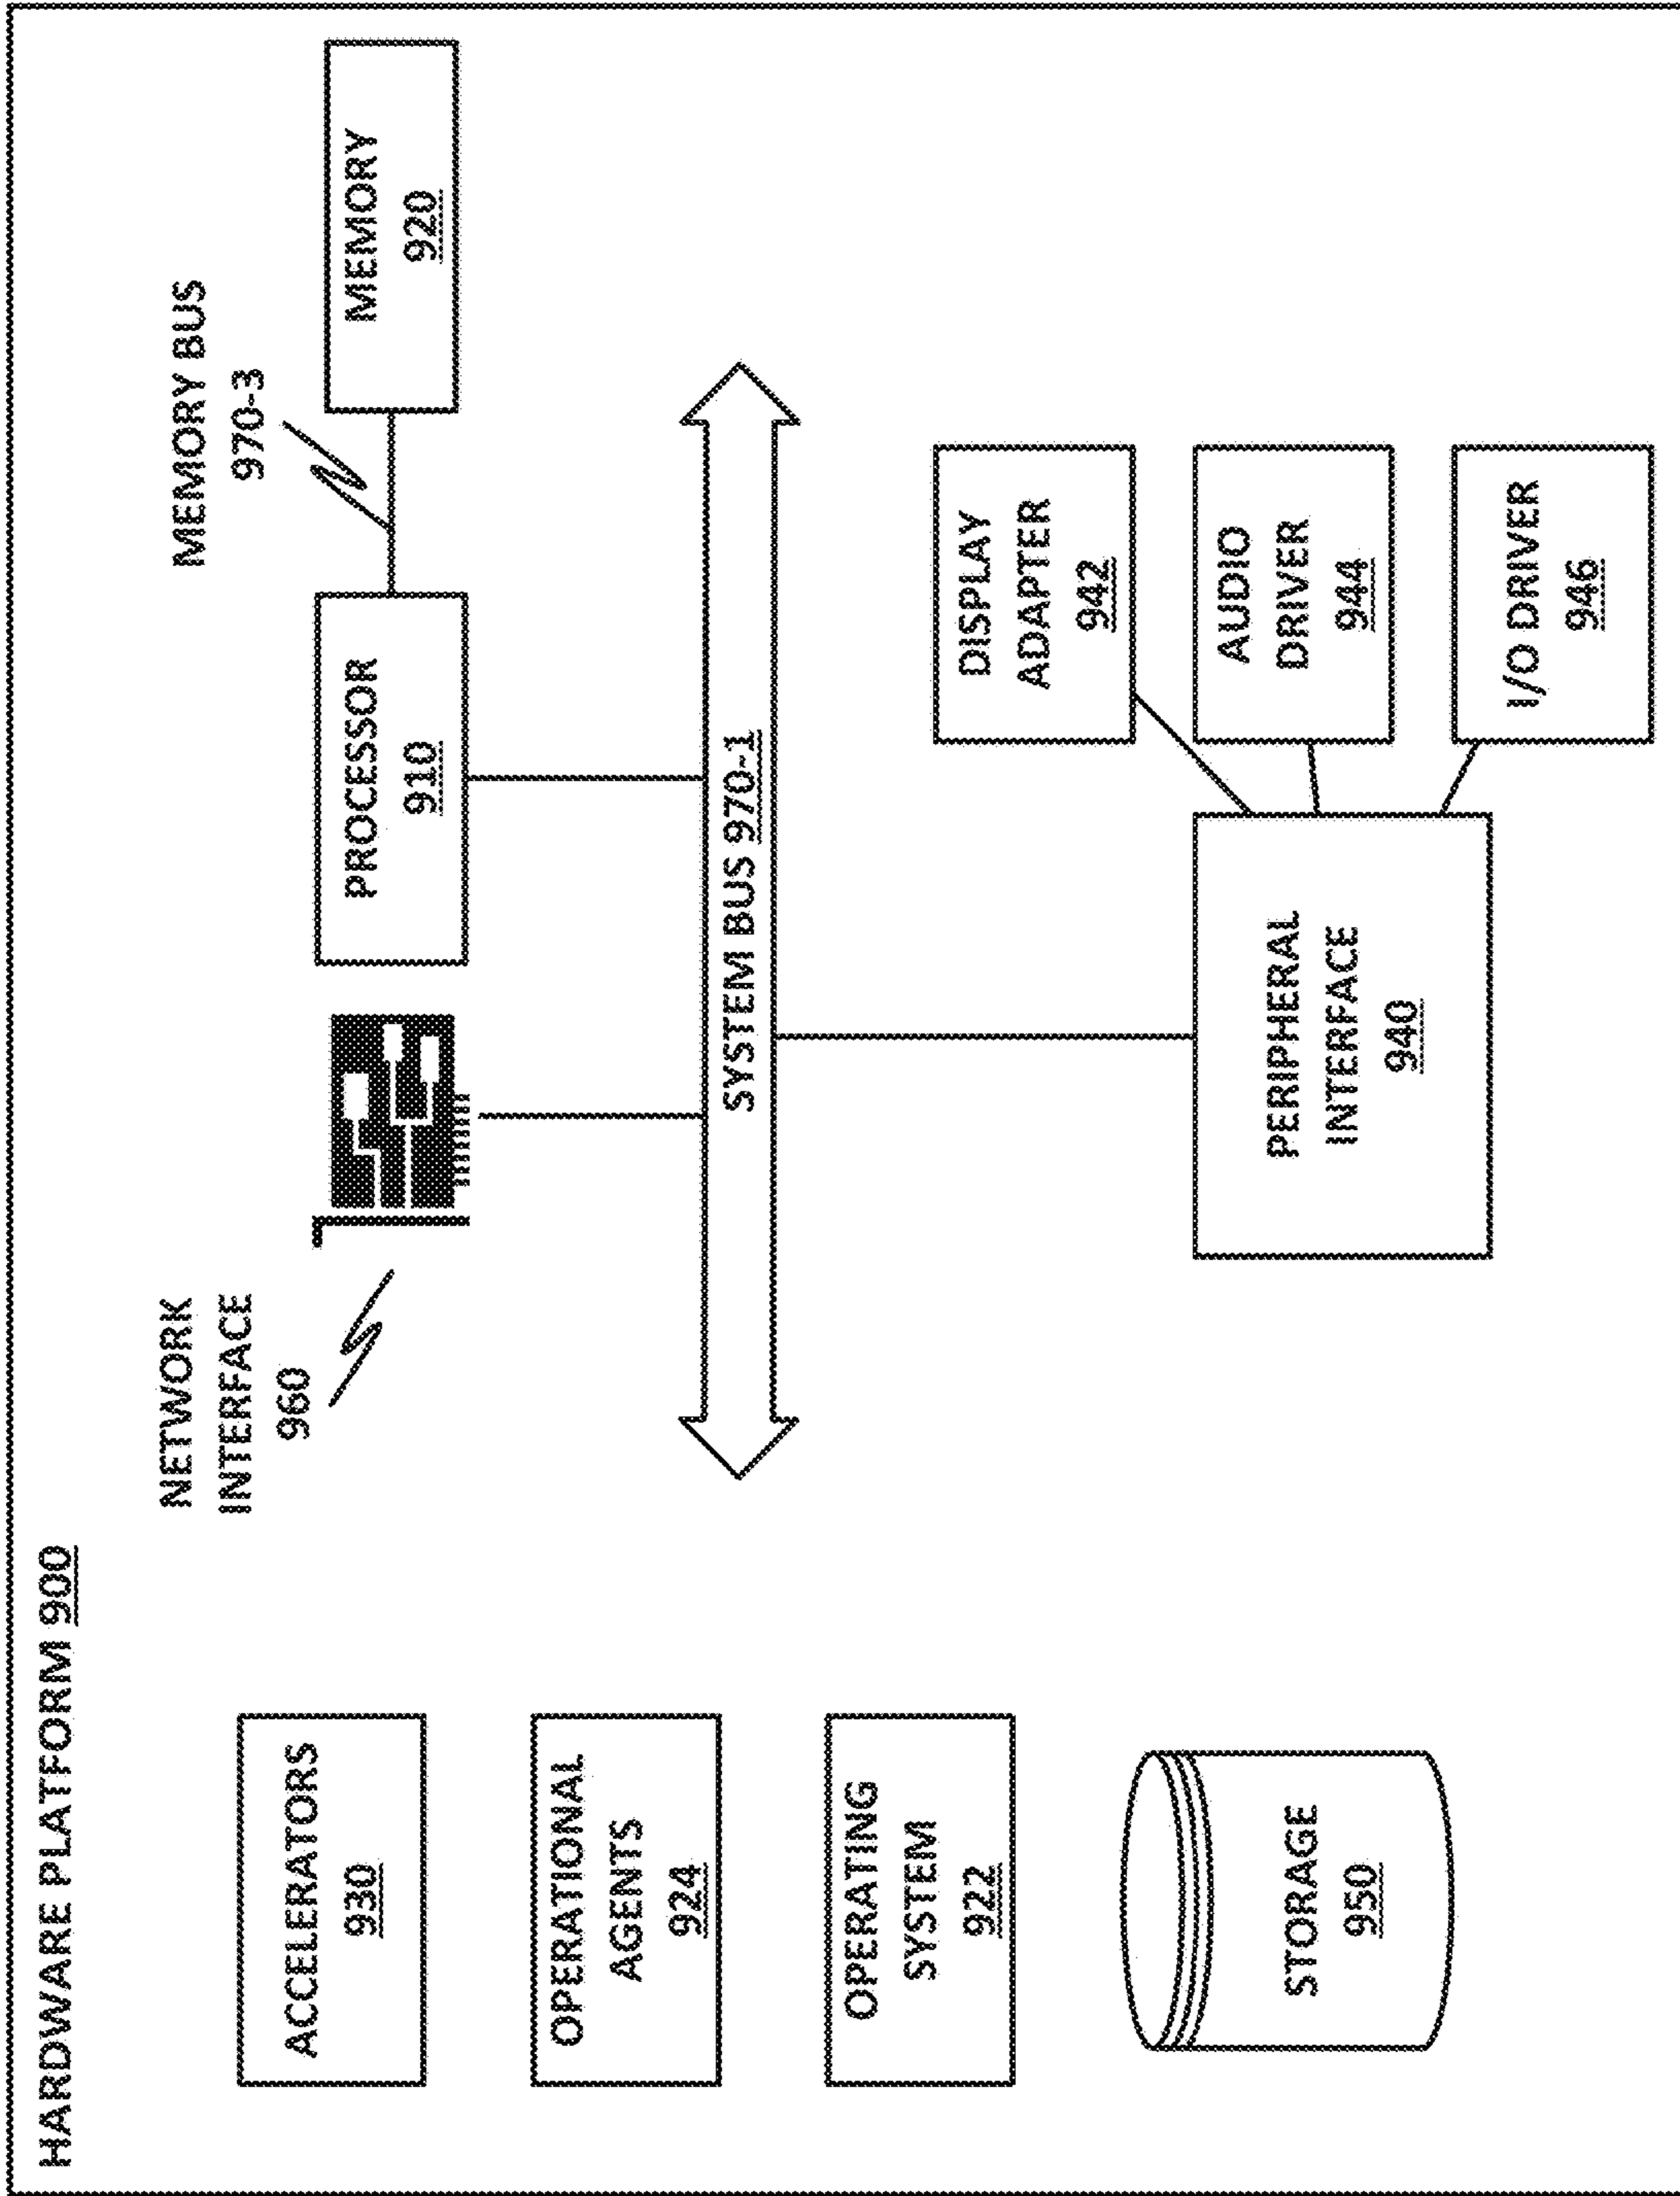 HARDWARE PLATFORM 900
ACCELERATORS
930
OPERATIONAL
AGENTS
924
OPERATING
SYSTEM
922
STORAGE
950
NETWORK
INTERFACE
960
PROCESSOR
910
MEMORY BUS
970-3
MEMORY
920
SYSTEM BUS 970-1
PERIPHERAL
INTERFACE
940
DISPLAY
ADAPTER
942
AUDIO
DRIVER
944
I/O DRIVER
946